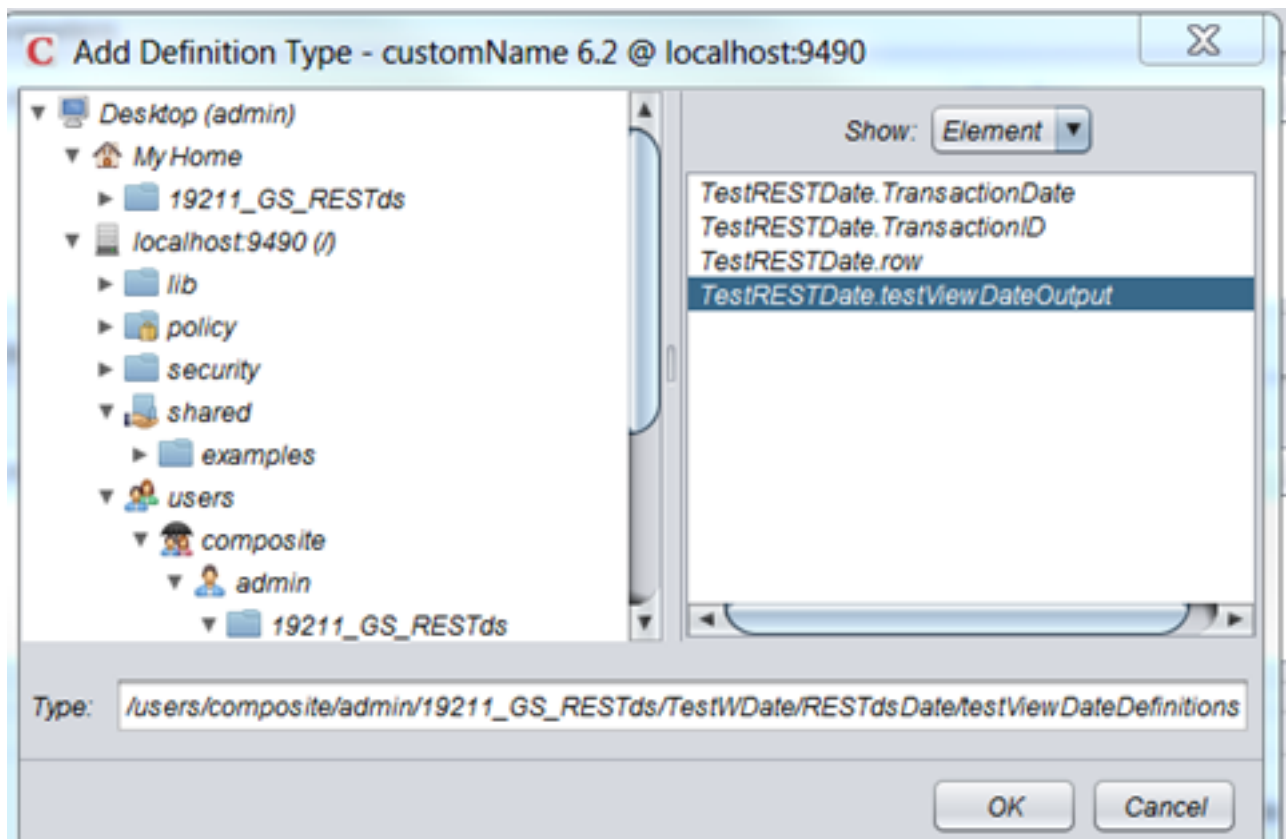 C Add Definition Type - customName 6.2 @ localhost:9490
Desktop (admin)
My Home
19211_GS_RESTds
localhost:9490 (/)
lib
policy
security
shared
examples
users
composite
admin
19211_GS_RESTds
Show: Element
TestRESTDate.TransactionDate
TestRESTDate.TransactionID
TestRESTDate.row
TestRESTDate.testViewDateOutput
Type: /users/composite/admin/19211_GS_RESTds/TestWDate/RESTdsDate/testViewDateDefinitions
OK Cancel